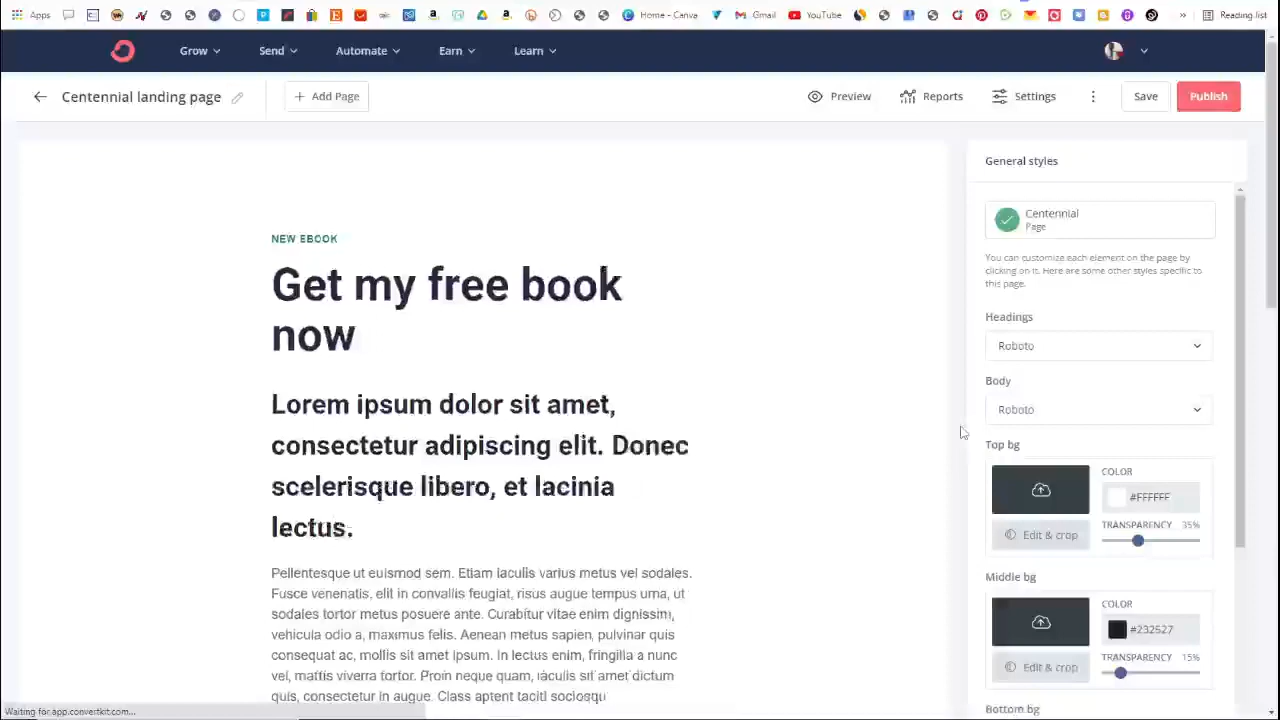 Apps
Home - Canva
Gmail
YouTube
»
Reading list
Grow
Send
Automate
Earn
Learn
Centennial landing page
+ Add Page
Preview
Reports
Settings
Save
Publish
NEW EBOOK
Get my free book
now
Lorem ipsum dolor sit amet,
consectetur adipiscing elit. Donec
scelerisque libero, et lacinia
lectus.
Pellentesque ut euismod sem. Etiam iaculis varius metus vel sodales.
Fusce venenatis, elit in convallis feugiat, risus augue tempus urna, ut
sodales tortor metus posuere ante. Curabitur vitae enim dignissim,
vehicula odio a, maximus felis. Aenean metus sapien, pulvinar quis
consequat ac, mollis sit amet ipsum. In lectus enim, fringilla a nunc
vel, mattis viverra tortor. Proin neque quam, iaculis sit amet dictum
quis, consectetur in augue. Class aptent taciti sociosqu
General styles
Centennial
Page
You can customize each element on the page by
clicking on it. Here are some other styles specific to
this page.
Headings
Roboto
Body
Roboto
Top bg
COLOR
#FFFFFF
Edit & crop
TRANSPARENCY 35%
Middle bg
COLOR
#232527
Edit & crop
TRANSPARENCY 15%
Bottom bg
Waiting for app.convertkit.com...